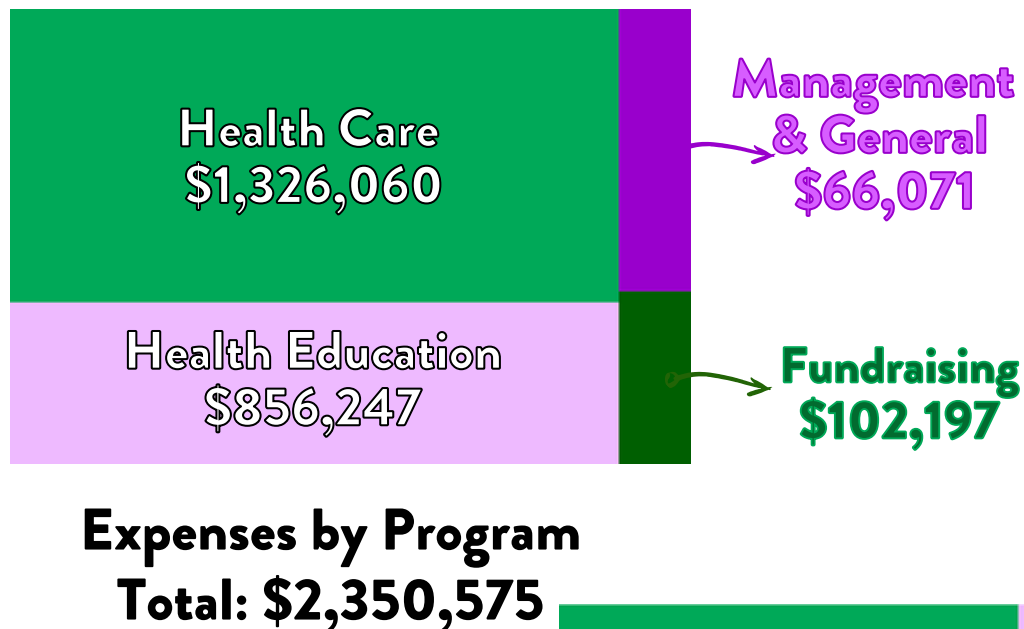 Health Care
$1,326,060
Management
& General
$66,071
Health Education
$856,247
Fundraising
$102,197
Expenses by Program
Total: $2,350,575